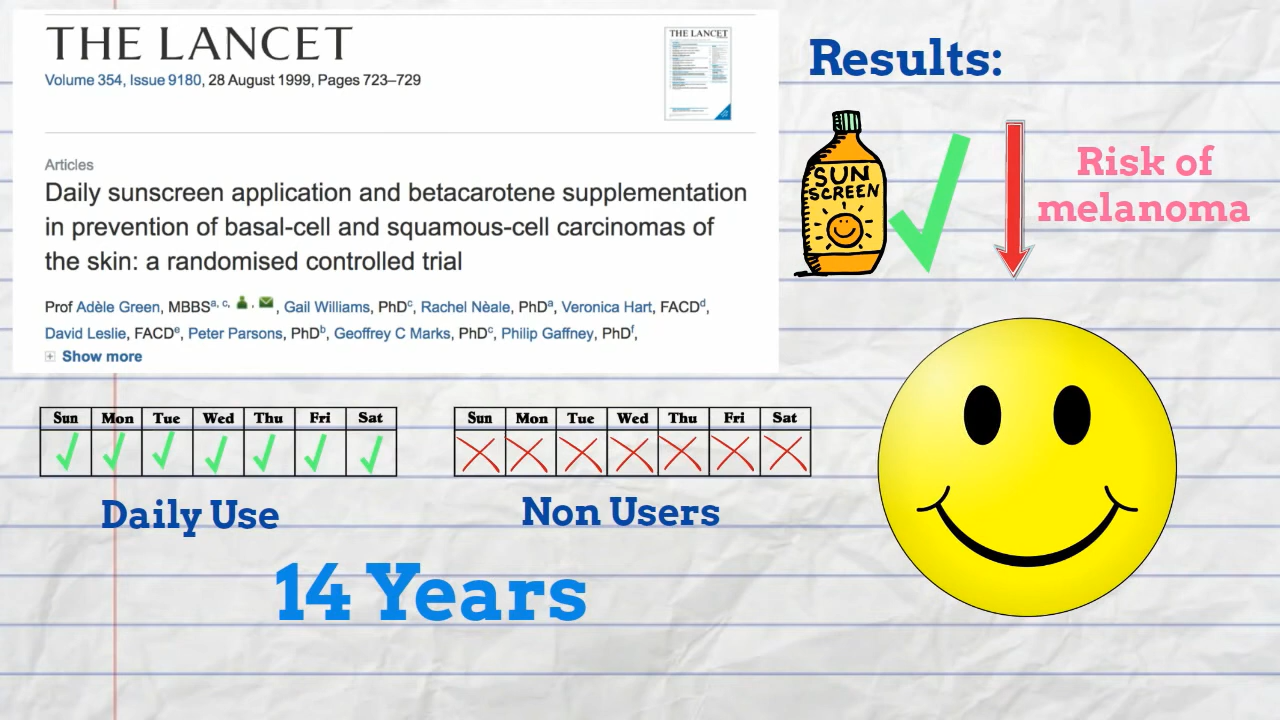 THE LANCET
Volume 354, Issue 9180, 28 August 1999, Pages 723–729
THE LANCET
Articles
Daily sunscreen application and betacarotene supplementation
in prevention of basal-cell and squamous-cell carcinomas of
the skin: a randomised controlled trial
Prof Adèle Green, MBBSa, c, , Gail Williams, PhDc, Rachel Nèale, PhDa, Veronica Hart, FACDd,
David Leslie, FACDe, Peter Parsons, PhDb, Geoffrey C Marks, PhDc, Philip Gaffney, PhDf,
Show more
Results:
SUN
SCREEN
Risk of
melanoma
Sun Mon Tue Wed Thu Fri Sat
Daily Use
Sun Mon Tue Wed Thu Fri Sat
Non Users
14 Years